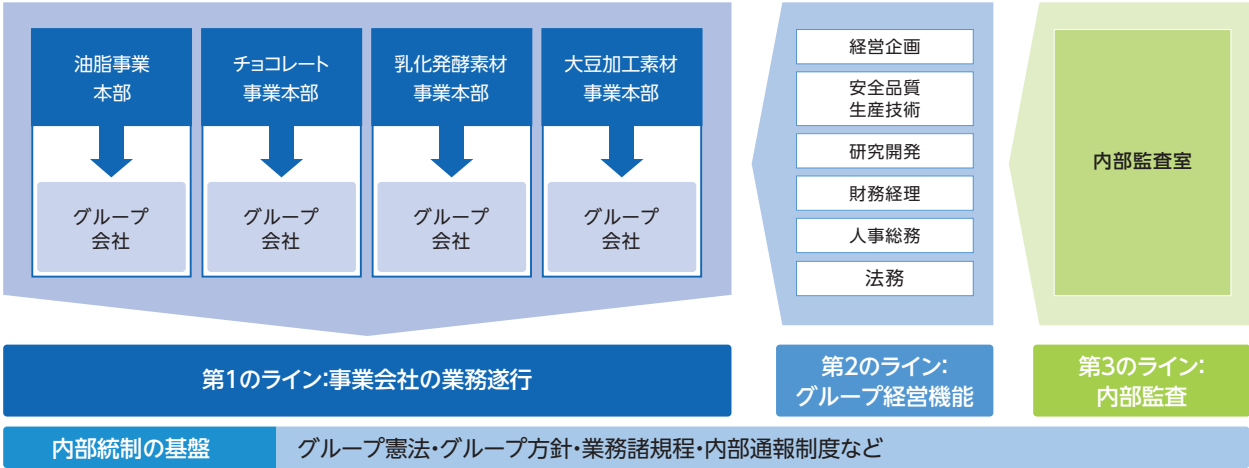 油脂事業
本部
チョコレート
事業本部
乳化発酵素材
事業本部
大豆加工素材
事業本部
グループ
会社
グループ
会社
グループ
会社
グループ
会社
第1のライン:事業会社の業務遂行
経営企画
安全品質
生産技術
研究開発
財務経理
人事総務
法務
第2のライン:
グループ経営機能
内部監査室
第3のライン:
内部監査
内部統制の基盤
グループ憲法・グループ方針・業務諸規程・内部通報制度など